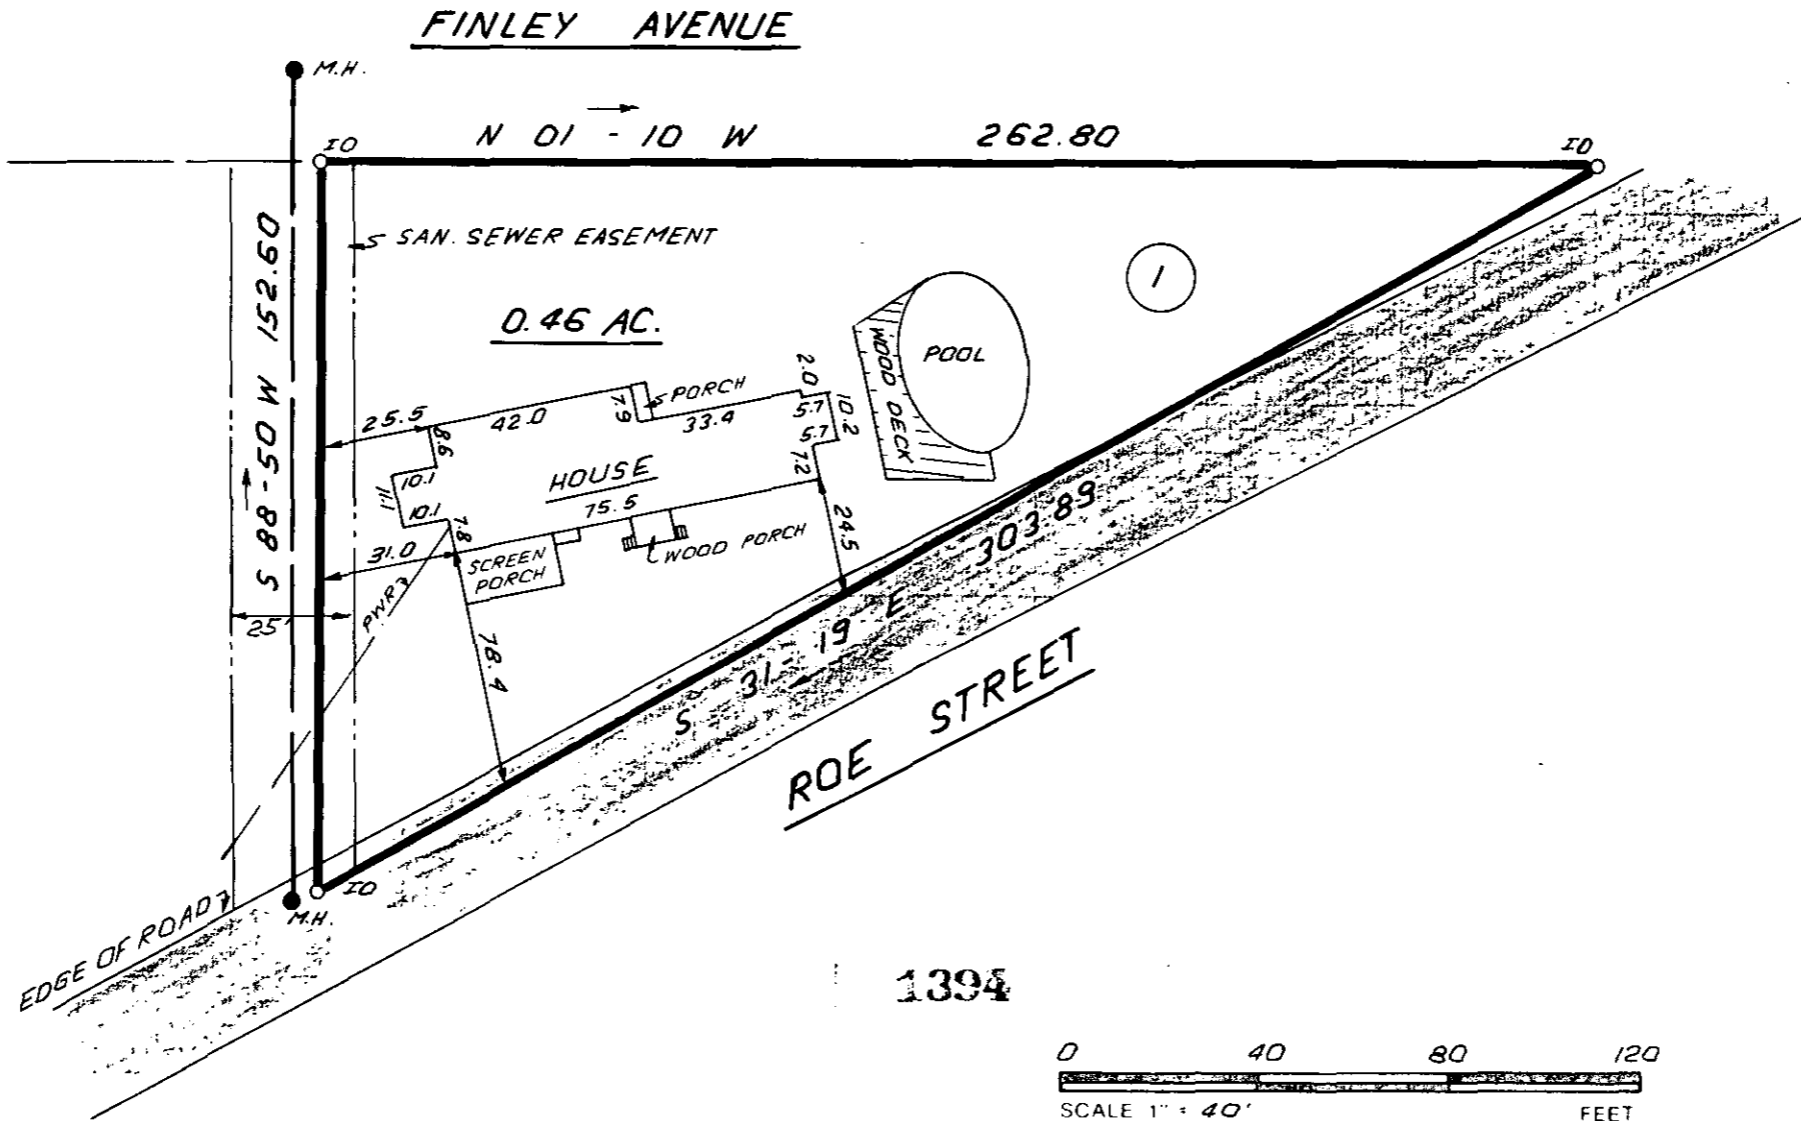 FINLEY AVENUE
M.H.
N 01 - 10 W 262.80
IO
IO
S 88-50 W 152.60
SAN. SEWER EASEMENT
0.46 AC.
1
POOL
WOOD DECK
PORCH
25.5
42.0
7.9
33.4
2.0
5.7
10.2
5.7
7.2
8.6
10.1
11.1
10.1
7.8
HOUSE
75.5
24.5
31.0
SCREEN
PORCH
WOOD PORCH
PWR
25'
78.4
S 31-19 E 303.89
ROE STREET
IO
M.H.
EDGE OF ROAD
1394
0 40 80 120
SCALE 1" = 40' FEET